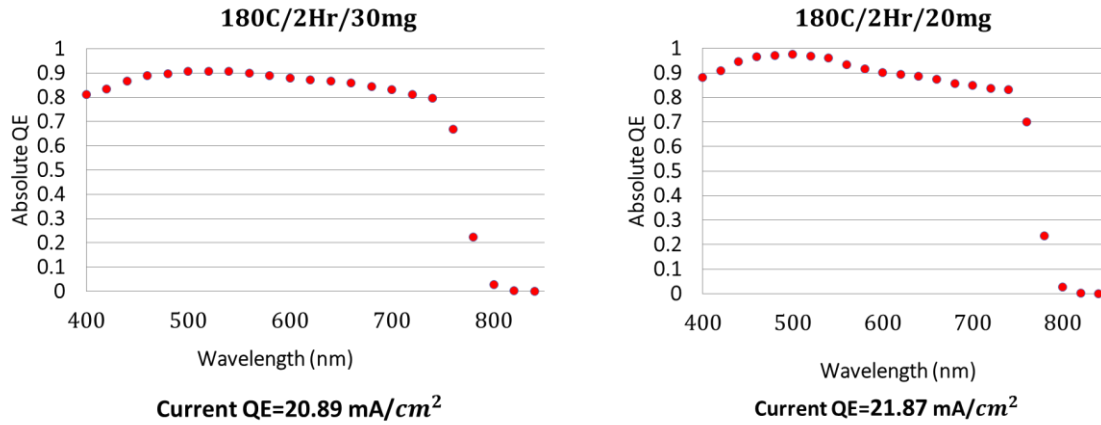 180C/2Hr/30mg
Absolute QE
1
0.9
0.8
0.7
0.6
0.5
0.4
0.3
0.2
0.1
0
400 500 600 700 800
Wavelength (nm)
Current QE=20.89 mA/cm²
180C/2Hr/20mg
Absolute QE
1
0.9
0.8
0.7
0.6
0.5
0.4
0.3
0.2
0.1
0
400 500 600 700 800
Wavelength (nm)
Current QE=21.87 mA/cm²